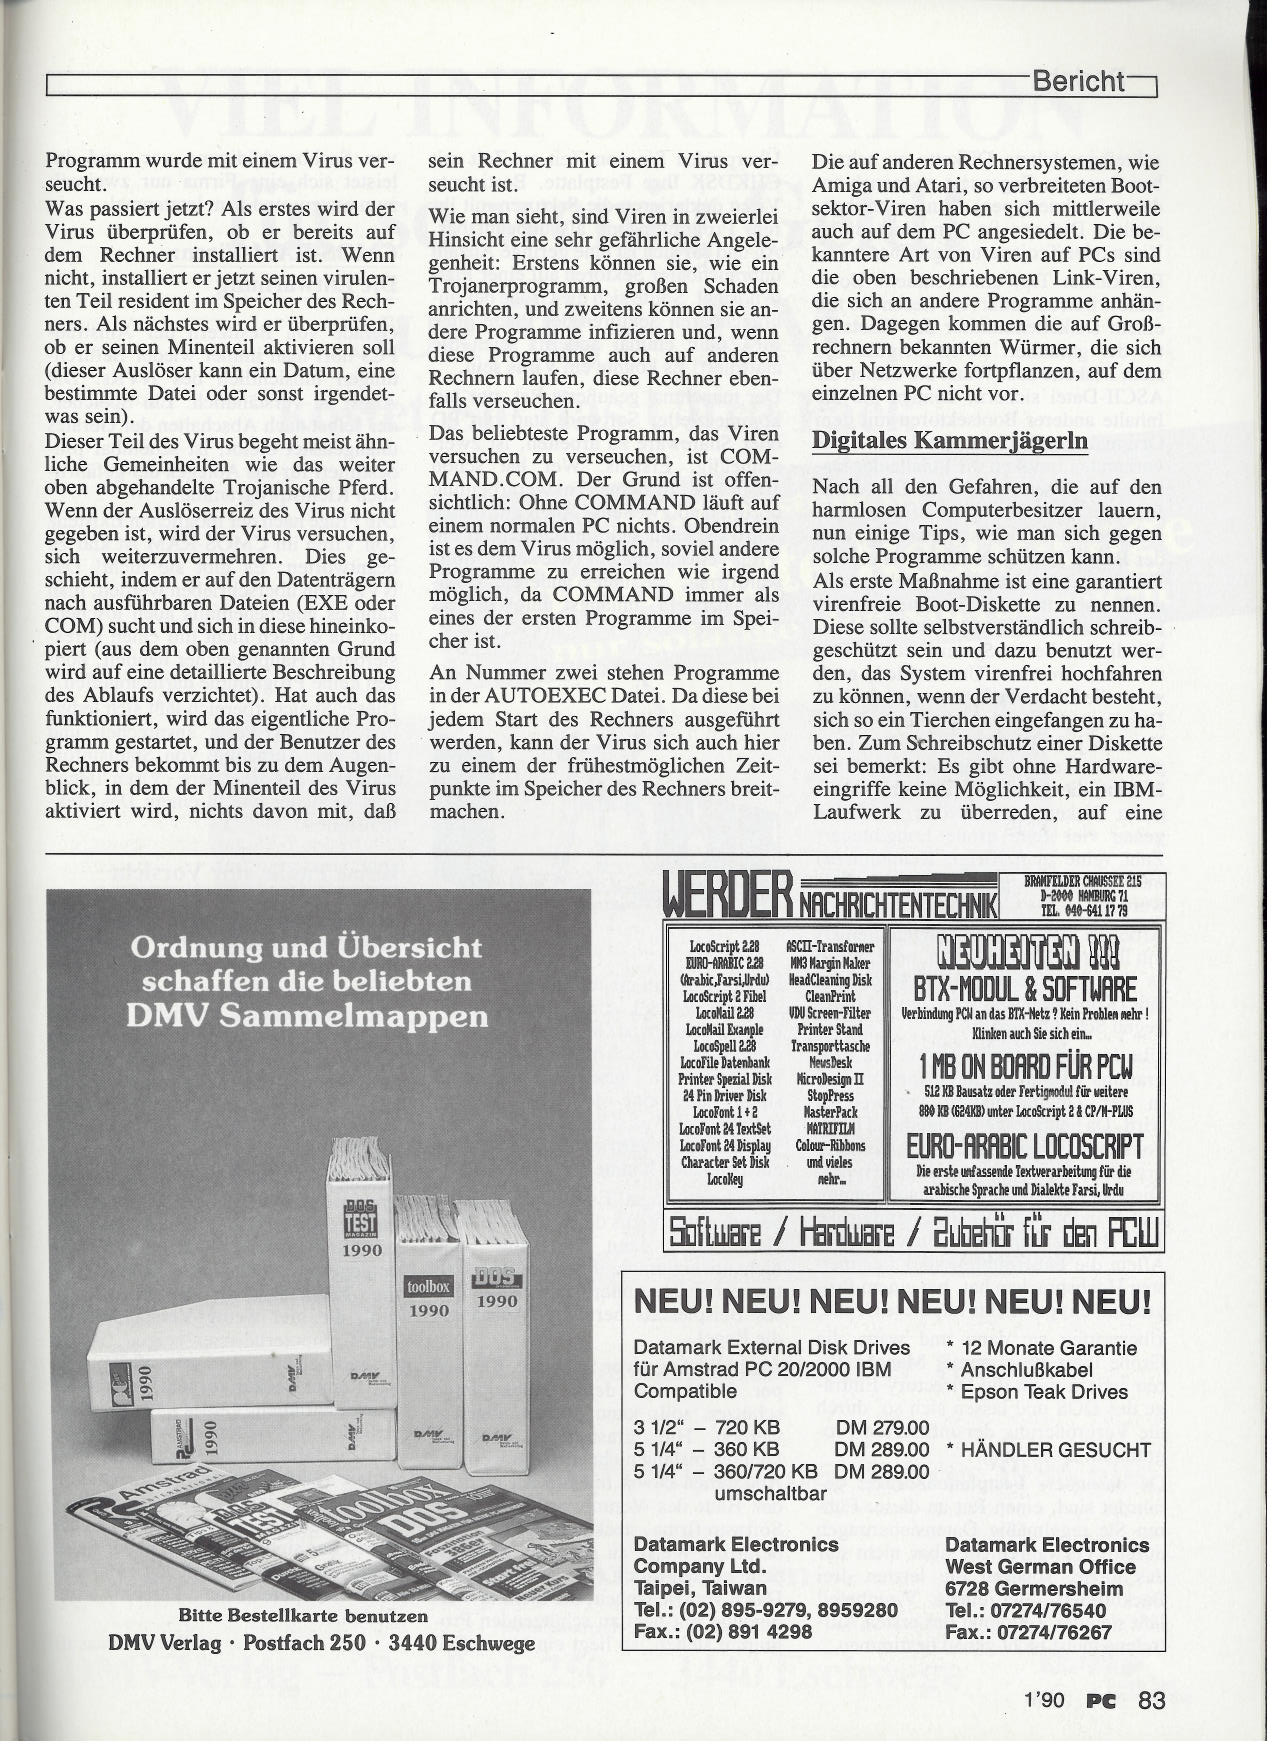 Bericht
Programm wurde mit einem Virus ver-
seucht.
Was passiert jetzt? Als erstes wird der
Virus überprüfen, ob er bereits auf
dem Rechner installiert ist. Wenn
nicht, installiert er jetzt seinen virulen-
ten Teil resident im Speicher des Rech-
ners. Als nächstes wird er überprüfen,
ob er seinen Minenteil aktivieren soll
(dieser Auslöser kann ein Datum, eine
bestimmte Datei oder sonst irgendet-
was sein).
Dieser Teil des Virus begeht meist ähn-
liche Gemeinheiten wie das weiter
oben abgehandelte Trojanische Pferd.
Wenn der Auslöserreiz des Virus nicht
gegeben ist, wird der Virus versuchen,
sich weiterzuvermehren. Dies ge-
schieht, indem er auf den Datenträgern
nach ausführbaren Dateien (EXE oder
COM) sucht und sich in diese hineinko-
piert (aus dem oben genannten Grund
wird auf eine detaillierte Beschreibung
des Ablaufs verzichtet). Hat auch das
funktioniert, wird das eigentliche Pro-
gramm gestartet, und der Benutzer des
Rechners bekommt bis zu dem Augen-
blick, in dem der Minenteil des Virus
aktiviert wird, nichts davon mit, daß
sein Rechner mit einem Virus ver-
seucht ist.
Wie man sieht, sind Viren in zweierlei
Hinsicht eine sehr gefährliche Angele-
genheit: Erstens können sie, wie ein
Trojanerprogramm, großen Schaden
anrichten, und zweitens können sie an-
dere Programme infizieren und, wenn
diese Programme auch auf anderen
Rechnern laufen, diese Rechner eben-
falls verseuchen.
Das beliebteste Programm, das Viren
versuchen zu verseuchen, ist COM-
MAND.COM. Der Grund ist offen-
sichtlich: Ohne COMMAND läuft auf
einem normalen PC nichts. Obendrein
ist es dem Virus möglich, soviel andere
Programme zu erreichen wie irgend
möglich, da COMMAND immer als
eines der ersten Programme im Spei-
cher ist.
An Nummer zwei stehen Programme
in der AUTOEXEC Datei. Da diese bei
jedem Start des Rechners ausgeführt
werden, kann der Virus sich auch hier
zu einem der frühestmöglichen Zeit-
punkte im Speicher des Rechners breit-
machen.
Die auf anderen Rechnersystemen, wie
Amiga und Atari, so verbreiteten Boot-
sektor-Viren haben sich mittlerweile
auch auf dem PC angesiedelt. Die be-
kanntere Art von Viren auf PCs sind
die oben beschriebenen Link-Viren,
die sich an andere Programme anhän-
gen. Dagegen kommen die auf Groß-
rechnern bekannten Würmer, die sich
über Netzwerke fortpflanzen, auf dem
einzelnen PC nicht vor.
Digitales KammerjägerIn
Nach all den Gefahren, die auf den
harmlosen Computerbesitzer lauern,
nun einige Tips, wie man sich gegen
solche Programme schützen kann.
Als erste Maßnahme ist eine garantiert
virenfreie Boot-Diskette zu nennen.
Diese sollte selbstverständlich schreib-
geschützt sein und dazu benutzt wer-
den, das System virenfrei hochfahren
zu können, wenn der Verdacht besteht,
sich so ein Tierchen eingefangen zu ha-
ben. Zum Schreibschutz einer Diskette
sei bemerkt: Es gibt ohne Hardware-
eingriffe keine Möglichkeit, ein IBM-
Laufwerk zu überreden, auf eine
Ordnung und Übersicht
schaffen die beliebten
DMV Sammelmappen
DOS
TEST
MAGAZIN
1990
toolbox
1990
DOS
1990
1990
DMV
1990
DMV
DMV
DMV
DMV
Amstrad
DOS
TEST
toolbox
DOS
Bitte Bestellkarte benutzen
DMV Verlag · Postfach 250 · 3440 Eschwege
WERDER NACHRICHTENTECHNIK
BRAMFELDER CHAUSSEE 215
D-2000 HAMBURG 71
TEL. 040-641 17 79
LocoScript 2.28
EURO-ARABIC 2.28
(Arabic,Farsi,Urdu)
LocoScript 2 Fibel
LocoMail 2.28
LocoMail Example
LocoSpell 2.28
LocoFile Datenbank
Printer Spezial Disk
24 Pin Driver Disk
LocoFont 1+2
LocoFont 24 TextSet
LocoFont 24 Display
Character Set Disk
LocoKey
ASCII-Transformer
MM3 Margin Maker
HeadCleaning Disk
CleanPrint
VDU Screen-Filter
Printer Stand
Transporttasche
NewsDesk
MicroDesign II
StopPress
MasterPack
MATRIFILM
Colour-Ribbons
und vieles
mehr...
NEUHEITEN !!!
BTX-MODUL & SOFTWARE
Verbindung PCW an das BTX-Netz ? Kein Problem mehr !
Klinken auch Sie sich ein...
1 MB ON BOARD FÜR PCW
512 KB Bausatz oder Fertigmodul für weitere
880 KB (624KB) unter LocoScript 2 & CP/M-PLUS
EURO-ARABIC LOCOSCRIPT
Die erste umfassende Textverarbeitung für die
arabische Sprache und Dialekte Farsi, Urdu
Software / Hardware / Zubehör für den PCW
NEU! NEU! NEU! NEU! NEU! NEU!
Datamark External Disk Drives
für Amstrad PC 20/2000 IBM
Compatible
* 12 Monate Garantie
* Anschlußkabel
* Epson Teak Drives
3 1/2“ – 720 KB DM 279.00
5 1/4“ – 360 KB DM 289.00 * HÄNDLER GESUCHT
5 1/4“ – 360/720 KB DM 289.00
umschaltbar
Datamark Electronics
Company Ltd.
Taipei, Taiwan
Tel.: (02) 895-9279, 8959280
Fax.: (02) 891 4298
Datamark Electronics
West German Office
6728 Germersheim
Tel.: 07274/76540
Fax.: 07274/76267
1'90 PC 83